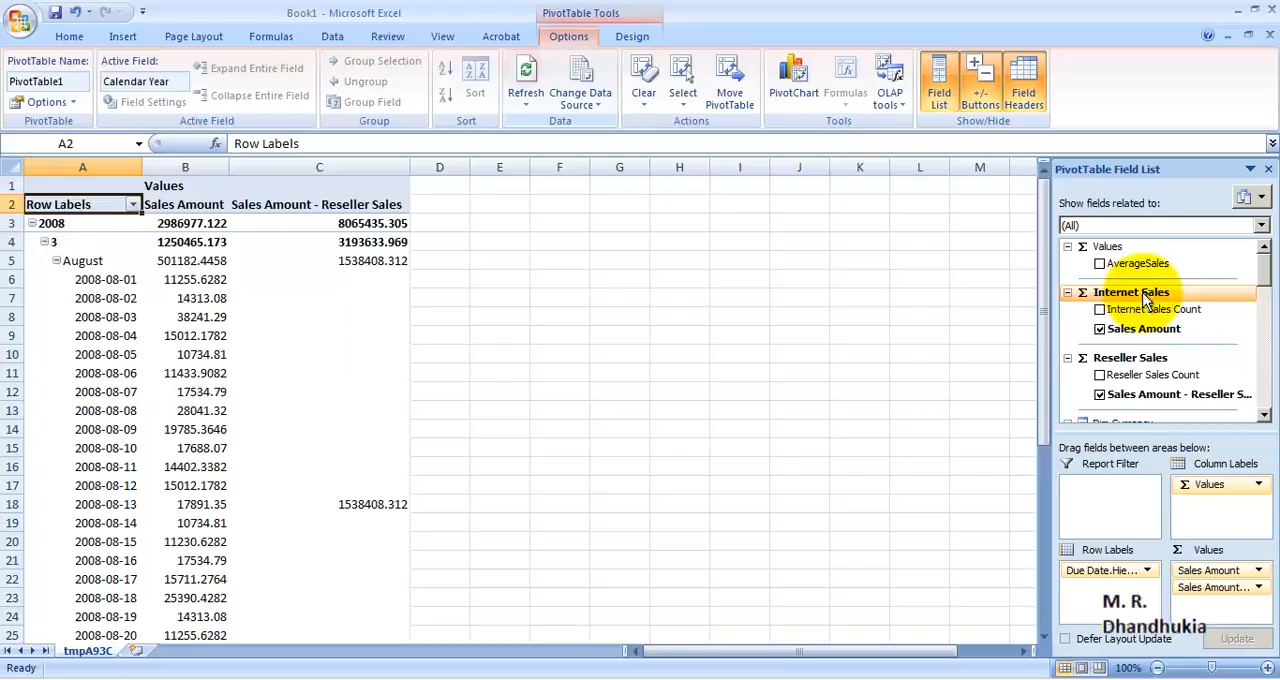 Book1 - Microsoft Excel
PivotTable Tools
Home Insert Page Layout Formulas Data Review View Acrobat Options Design
PivotTable Name:
PivotTable1
Options
PivotTable
Active Field:
Calendar Year
Field Settings
Expand Entire Field
Collapse Entire Field
Active Field
Group Selection
Ungroup
Group Field
Group
Sort
Sort
Refresh
Change Data
Source
Data
Clear
Select
Move
PivotTable
Actions
PivotChart
Formulas
OLAP
tools
Tools
Field
List
+/-
Buttons
Field
Headers
Show/Hide
A2
fx
Row Labels
A B C D E F G H I J K L M
1 Values
2 Row Labels Sales Amount Sales Amount - Reseller Sales
3 2008 2986977.122 8065435.305
4 3 1250465.173 3193633.969
5 August 501182.4458 1538408.312
6 2008-08-01 11255.6282
7 2008-08-02 14313.08
8 2008-08-03 38241.29
9 2008-08-04 15012.1782
10 2008-08-05 10734.81
11 2008-08-06 11433.9082
12 2008-08-07 17534.79
13 2008-08-08 28041.32
14 2008-08-09 19785.3646
15 2008-08-10 17688.07
16 2008-08-11 14402.3382
17 2008-08-12 15012.1782
18 2008-08-13 17891.35 1538408.312
19 2008-08-14 10734.81
20 2008-08-15 11230.6282
21 2008-08-16 17534.79
22 2008-08-17 15711.2764
23 2008-08-18 25390.4282
24 2008-08-19 14313.08
25 2008-08-20 11255.6282
tmpA93C
Ready
100%
PivotTable Field List
Show fields related to:
(All)
Σ Values
AverageSales
Σ Internet Sales
Internet Sales Count
Sales Amount
Σ Reseller Sales
Reseller Sales Count
Sales Amount - Reseller S...
Dim Currency
Drag fields between areas below:
Report Filter
Column Labels
Σ Values
Row Labels
Σ Values
Due Date.Hie...
Sales Amount
Sales Amount...
M. R.
Dhandhukia
Defer Layout Update
Update